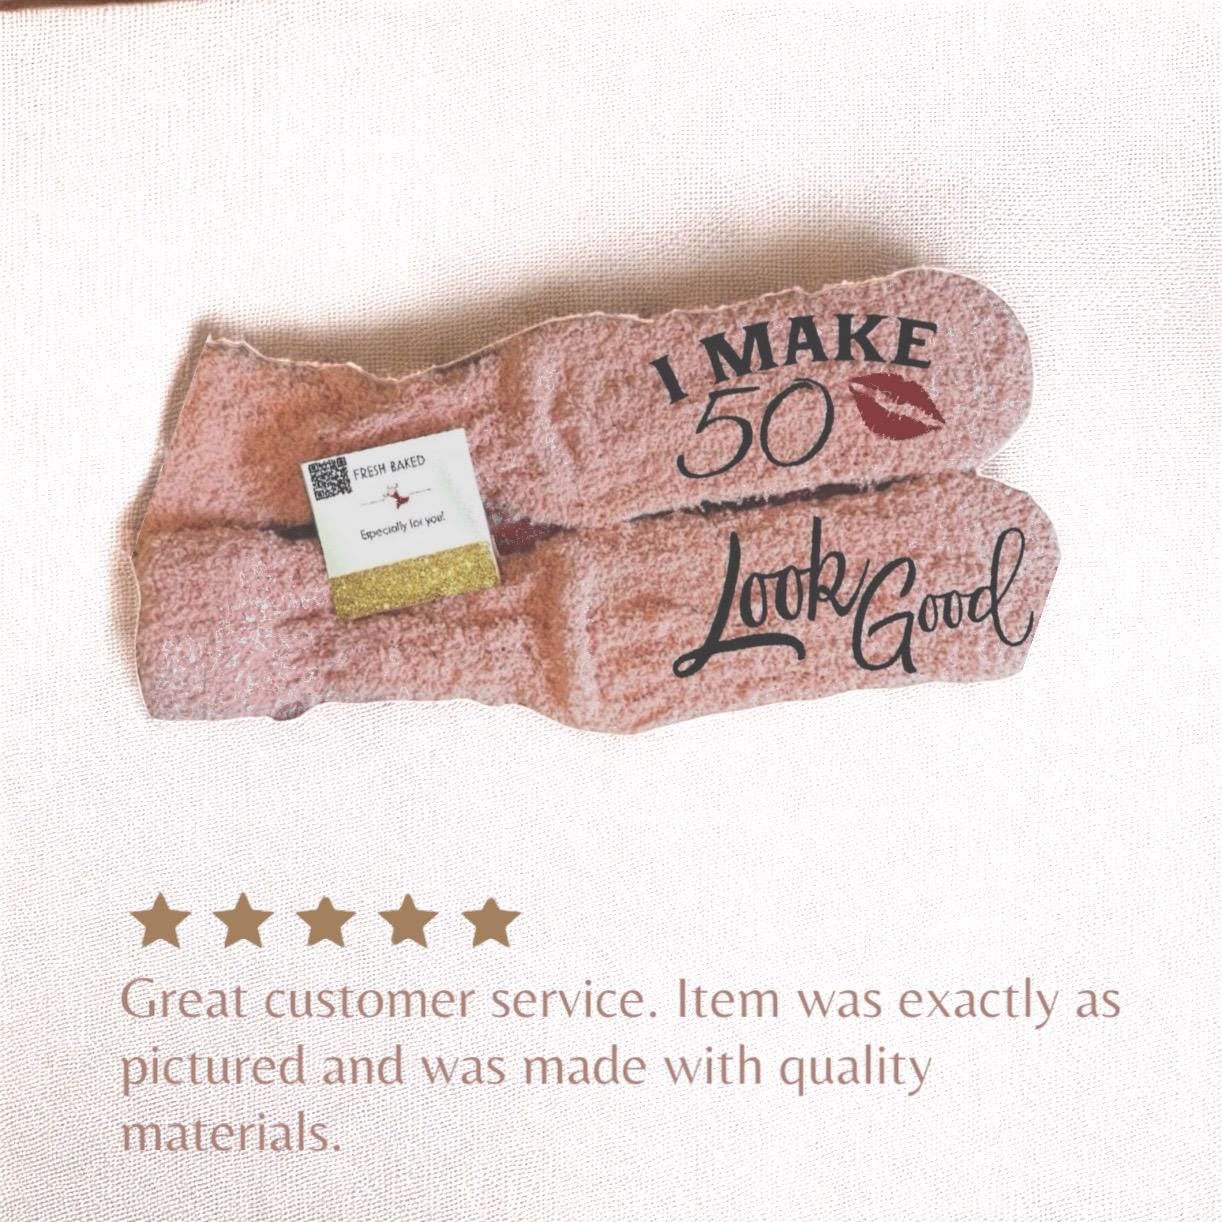 I MAKE
50
Look Good
FRESH BAKED
Especially for you!
Great customer service. Item was exactly as
pictured and was made with quality
materials.